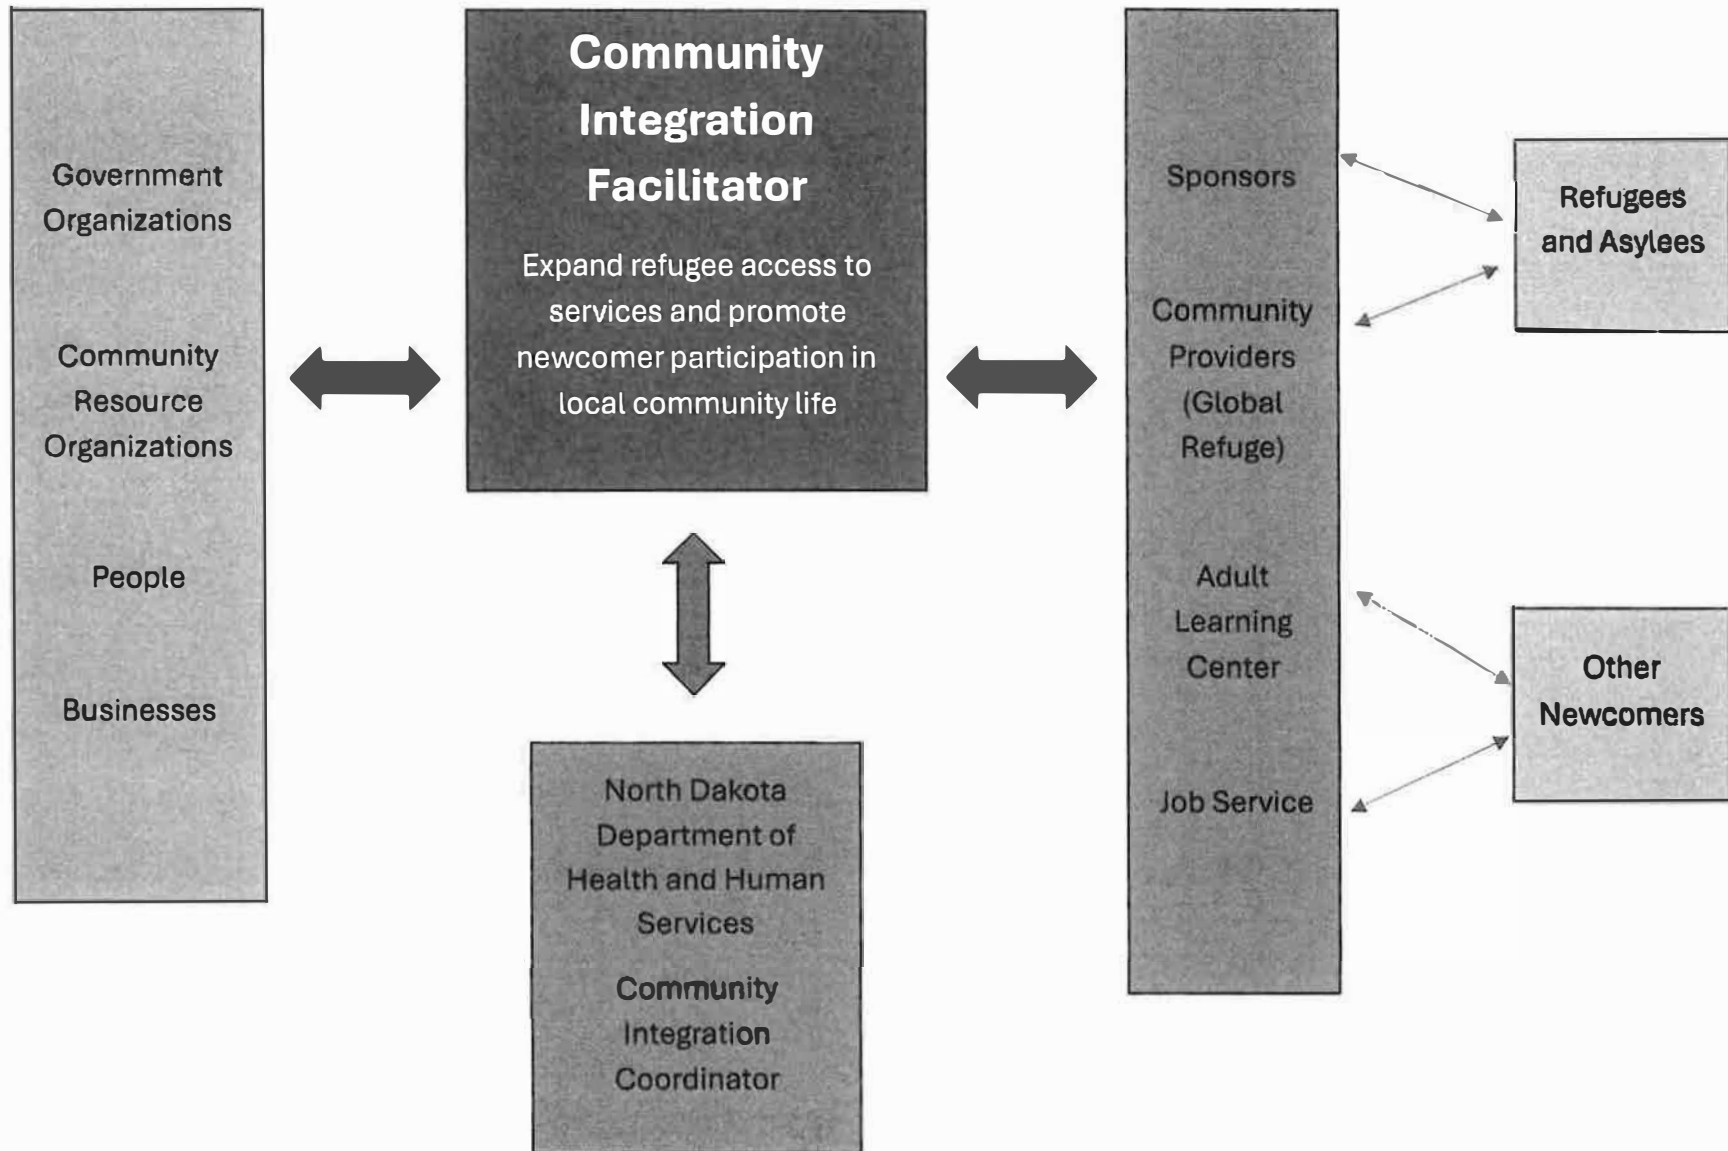 Government
Organizations
Community
Resource
Organizations
People
Businesses
Community
Integration
Facilitator
Expand refugee access to
services and promote
newcomer participation in
local community life
North Dakota
Department of
Health and Human
Services
Community
Integration
Coordinator
Sponsors
Community
Providers
(Global
Refuge)
Adult
Learning
Center
Job Service
Refugees
and Asylees
Other
Newcomers